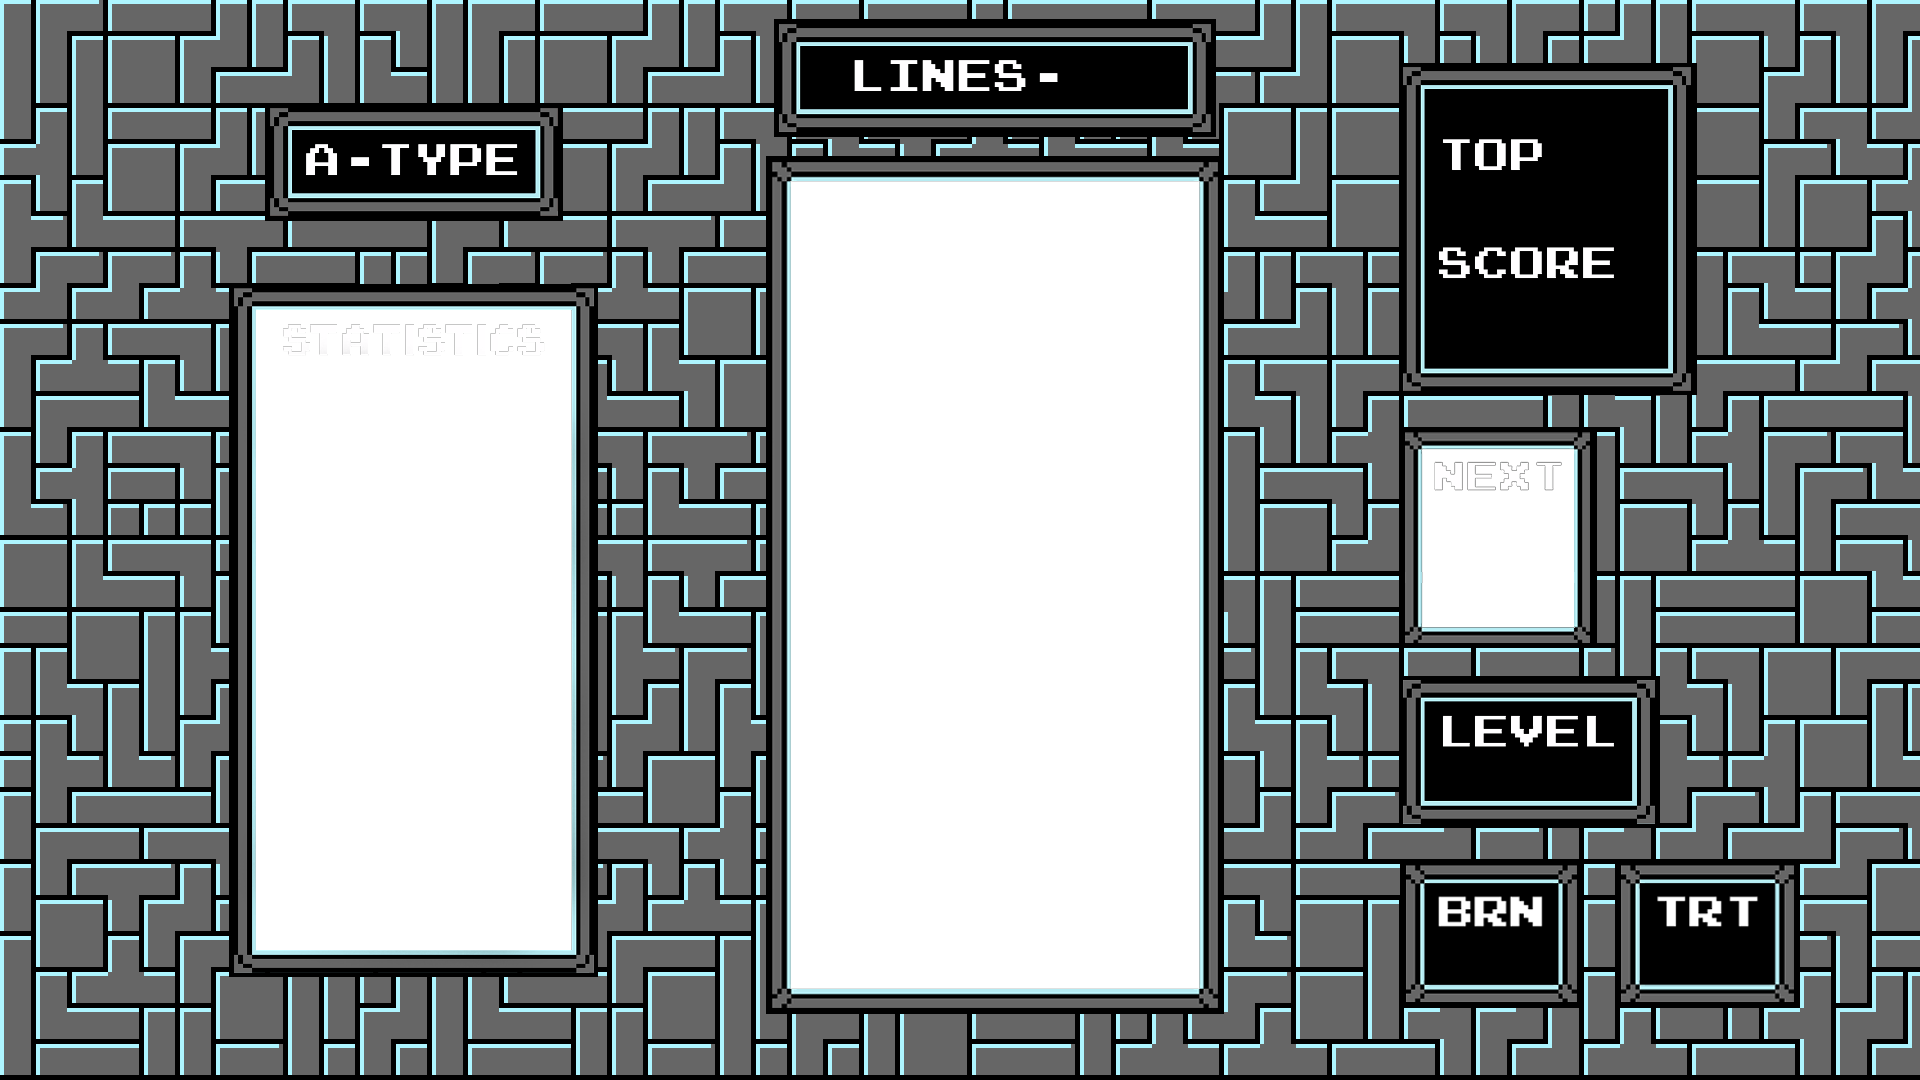 LINES-
A-TYPE
TOP
SCORE
STATISTICS
NEXT
LEVEL
BRN
TRT